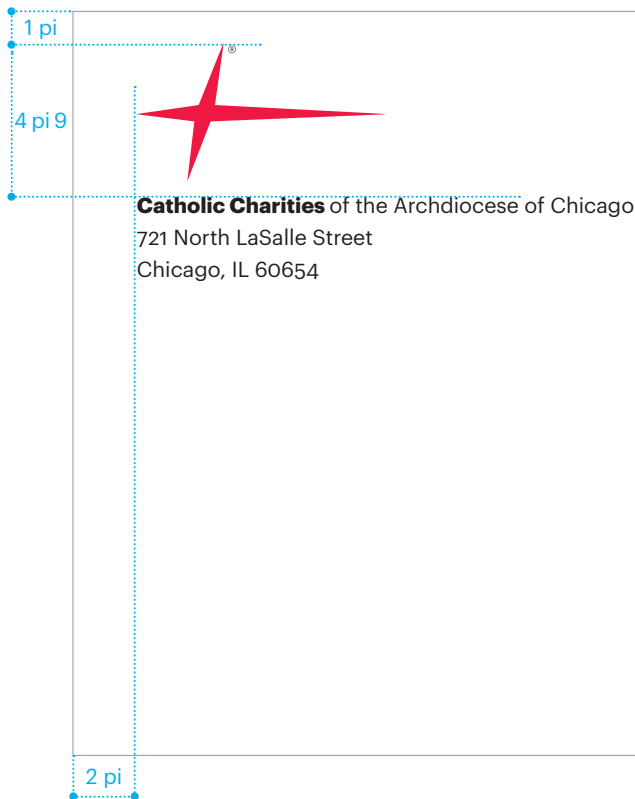 1 pi
®
4 pi 9
Catholic Charities of the Archdiocese of Chicago
721 North LaSalle Street
Chicago, IL 60654
2 pi